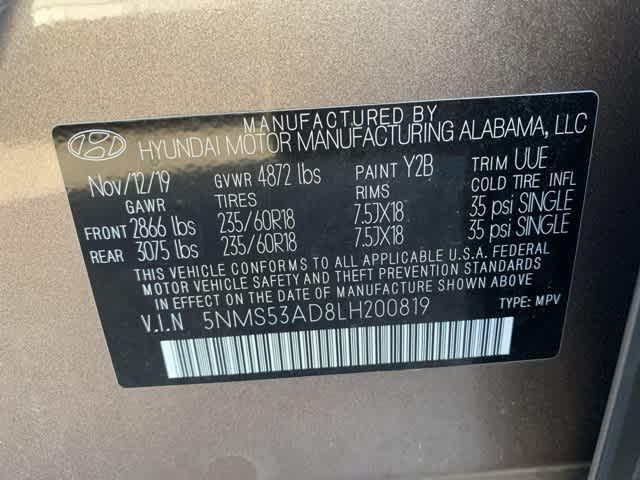 MANUFACTURED BY
HYUNDAI MOTOR MANUFACTURING ALABAMA, LLC
Nov/12/19 GVWR 4872 lbs PAINT Y2B TRIM UUE
GAWR TIRES RIMS COLD TIRE INFL
FRONT 2866 lbs 235/60R18 7.5JX18 35 psi SINGLE
REAR 3075 lbs 235/60R18 7.5JX18 35 psi SINGLE
THIS VEHICLE CONFORMS TO ALL APPLICABLE U.S.A. FEDERAL
MOTOR VEHICLE SAFETY AND THEFT PREVENTION STANDARDS
IN EFFECT ON THE DATE OF MANUFACTURE SHOWN ABOVE.
V.I.N 5NMS53AD8LH200819 TYPE: MPV